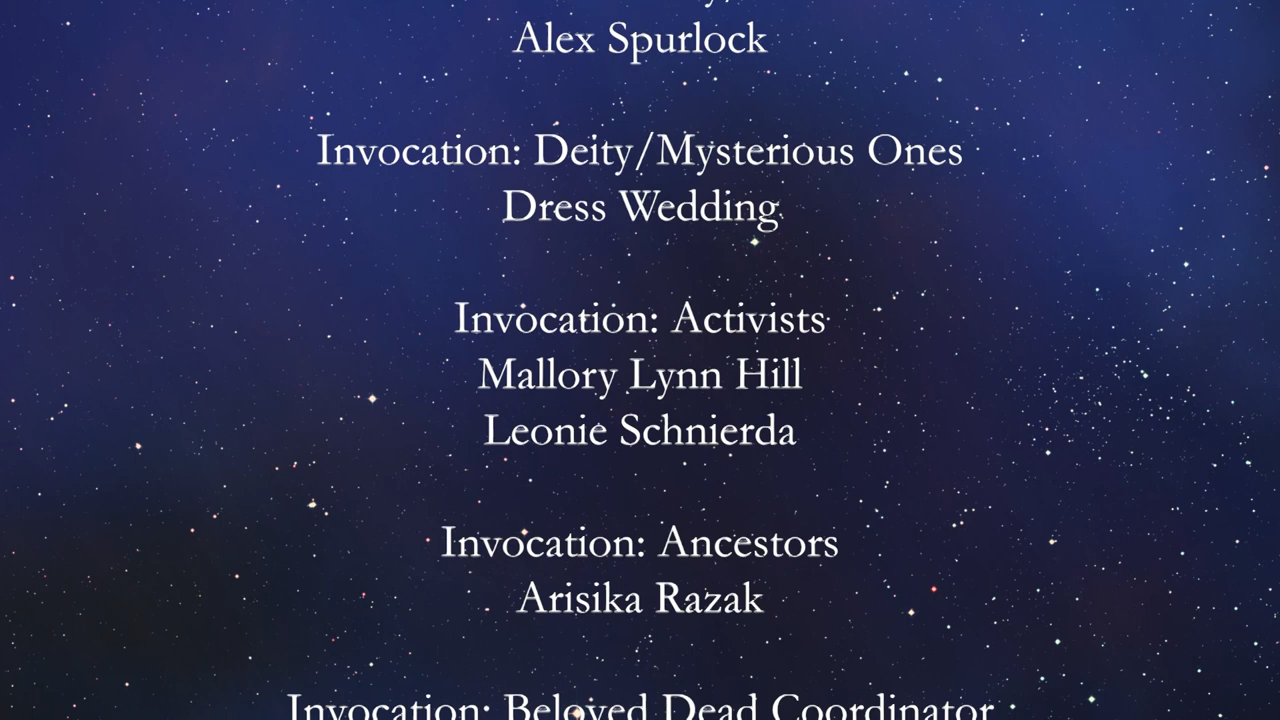 Alex Spurlock
Invocation: Deity/Mysterious Ones
Dress Wedding
Invocation: Activists
Mallory Lynn Hill
Leonie Schnierda
Invocation: Ancestors
Arisika Razak
Invocation: Beloved Dead Coordinator